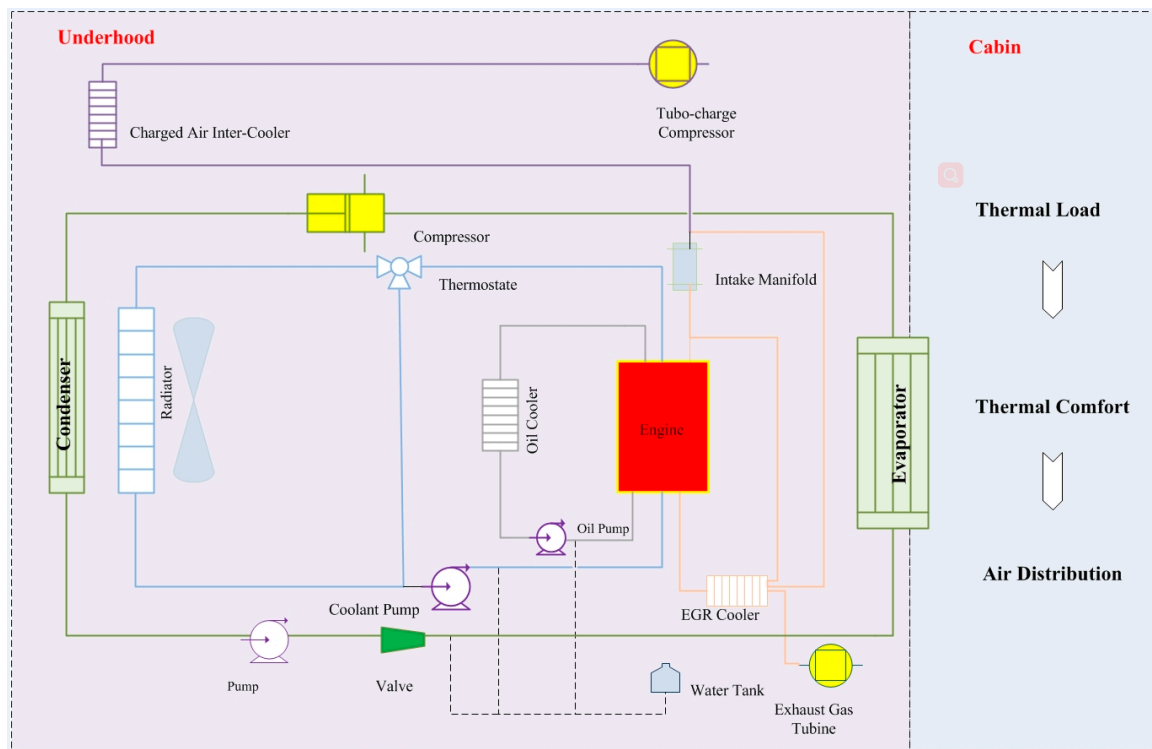 Underhood
Cabin
Tubo-charge
Compressor
Charged Air Inter-Cooler
Thermal Load
Compressor
Thermostate
Intake Manifold
Condenser
Radiator
Oil Cooler
Engine
Evaporator
Thermal Comfort
Oil Pump
Air Distribution
Coolant Pump
EGR Cooler
Pump
Valve
Water Tank
Exhaust Gas
Tubine